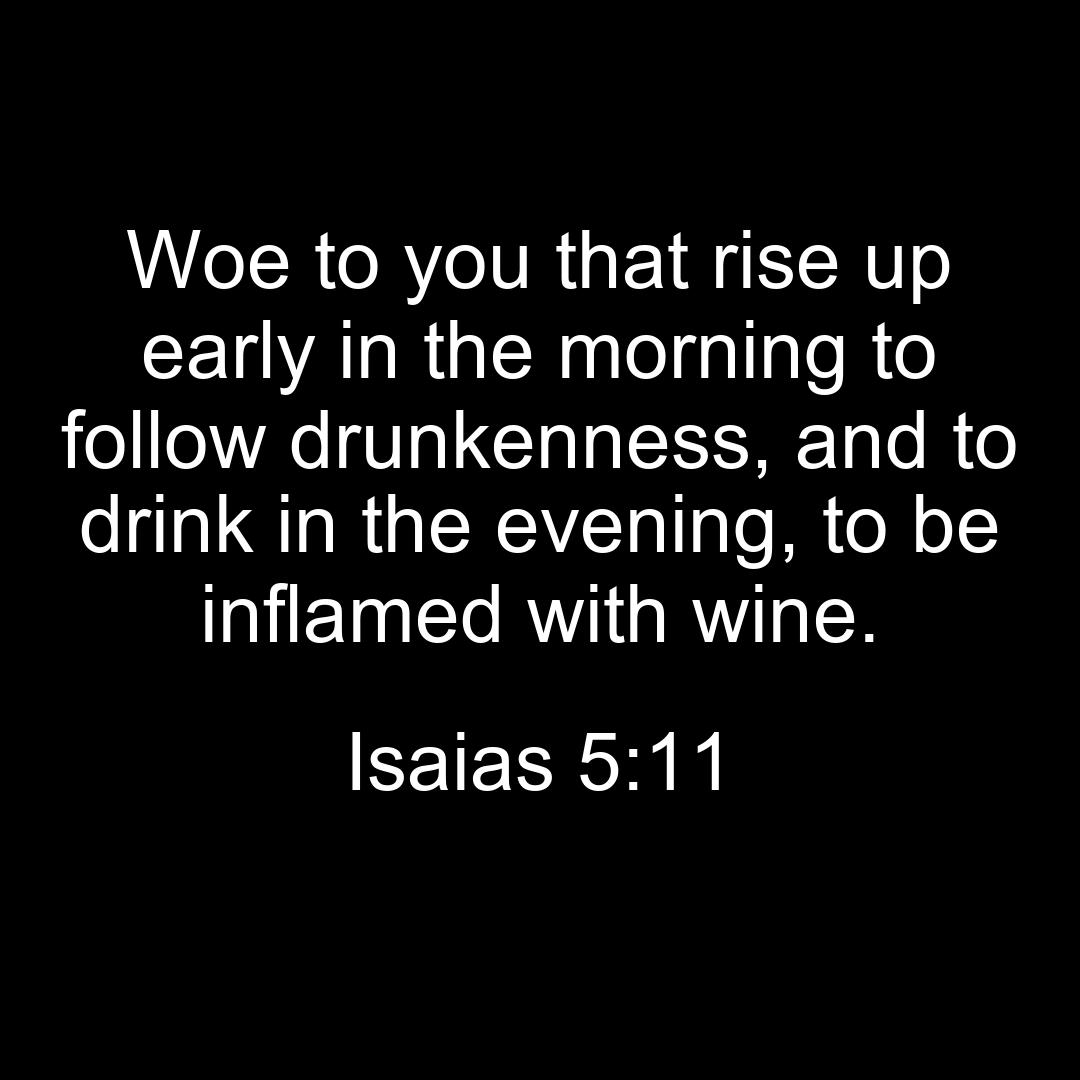 Woe to you that rise up
early in the morning to
follow drunkenness, and to
drink in the evening, to be
inflamed with wine.
Isaias 5:11